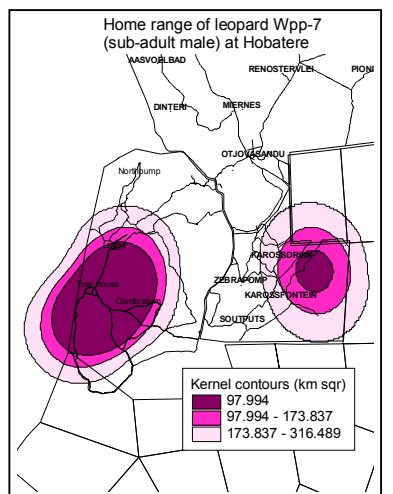 Home range of leopard Wpp-7
(sub-adult male) at Hobatere
AASVOELBAD
RENOSTERVLEI
PIONI
DINTERI
MIERNES
OTJOVASANDU
Northpump
Lodge
KAROSSDRINK
Tree house
ZEBRAPOMP
Combretum
KAROSSFONTEIN
SOUTPUTS
Kernel contours (km sqr)
97.994
97.994 - 173.837
173.837 - 316.489